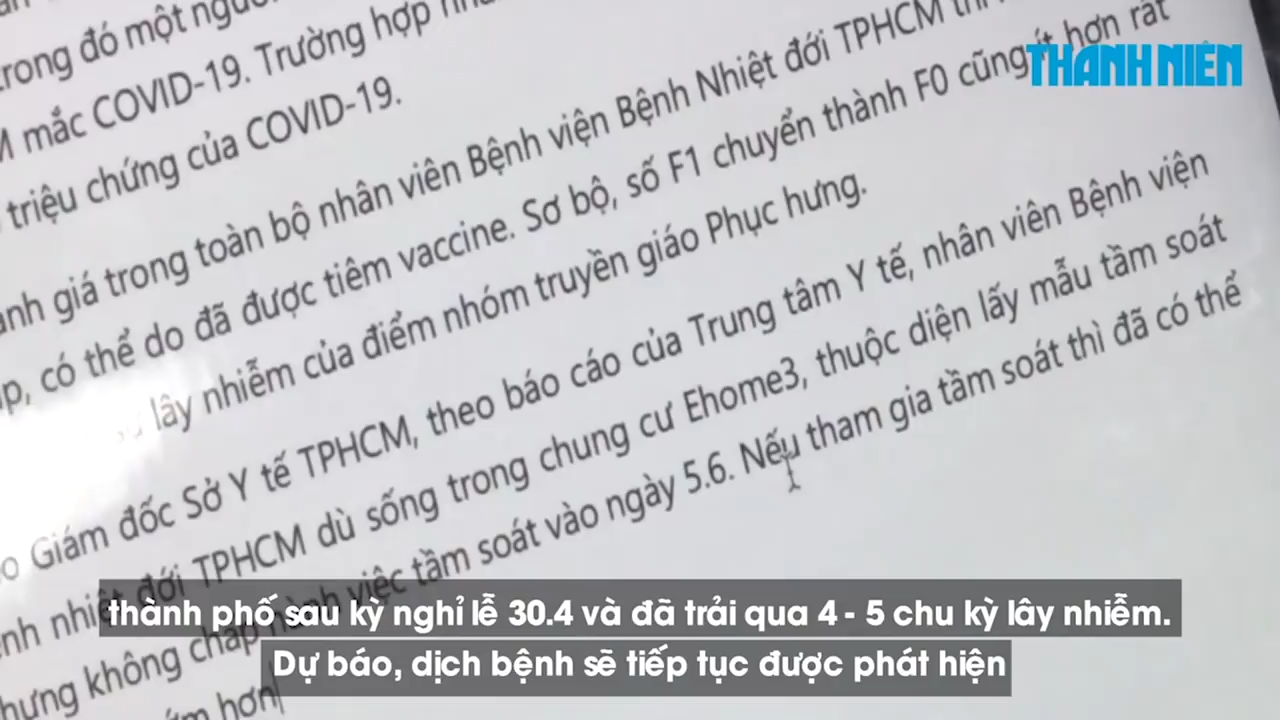 THANH NIÊN
trong đó một
mắc COVID-19. Trường hợp
triệu chứng của COVID-19.
giá trong toàn bộ nhân viên Bệnh viện Bệnh Nhiệt đới TPHCM
có thể do đã được tiêm vaccine. Sơ bộ, số F1 chuyển thành F0 cũng ít hơn rất
lây nhiễm của điểm nhóm truyền giáo Phục hưng.
Giám đốc Sở Y tế TPHCM, theo báo cáo của Trung tâm Y tế, nhân viên Bệnh viện
đới TPHCM dù sống trong chung cư Ehome3, thuộc diện lấy mẫu tầm soát
không chấp hành việc tầm soát vào ngày 5.6. Nếu tham gia tầm soát thì đã có thể
hơn
thành phố sau kỳ nghỉ lễ 30.4 và đã trải qua 4 - 5 chu kỳ lây nhiễm.
Dự báo, dịch bệnh sẽ tiếp tục được phát hiện